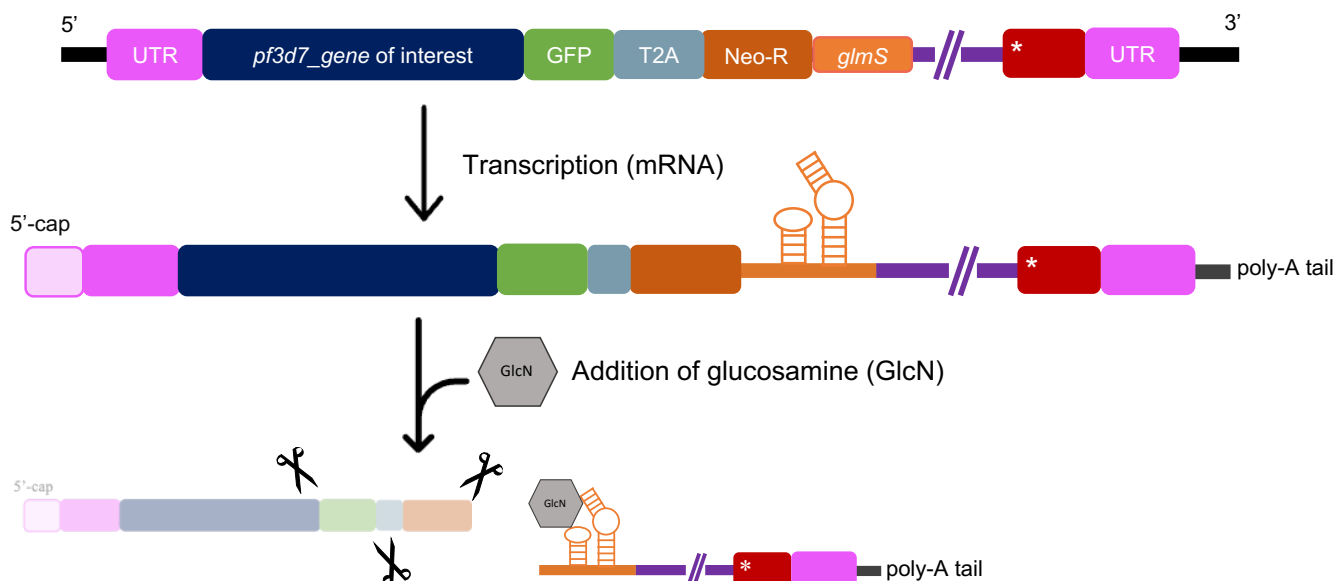 5’ 3’
UTR pf3d7_gene of interest GFP T2A Neo-R glmS * UTR
Transcription (mRNA)
5’-cap
* poly-A tail
GlcN Addition of glucosamine (GlcN)
5’-cap
GlcN
* poly-A tail